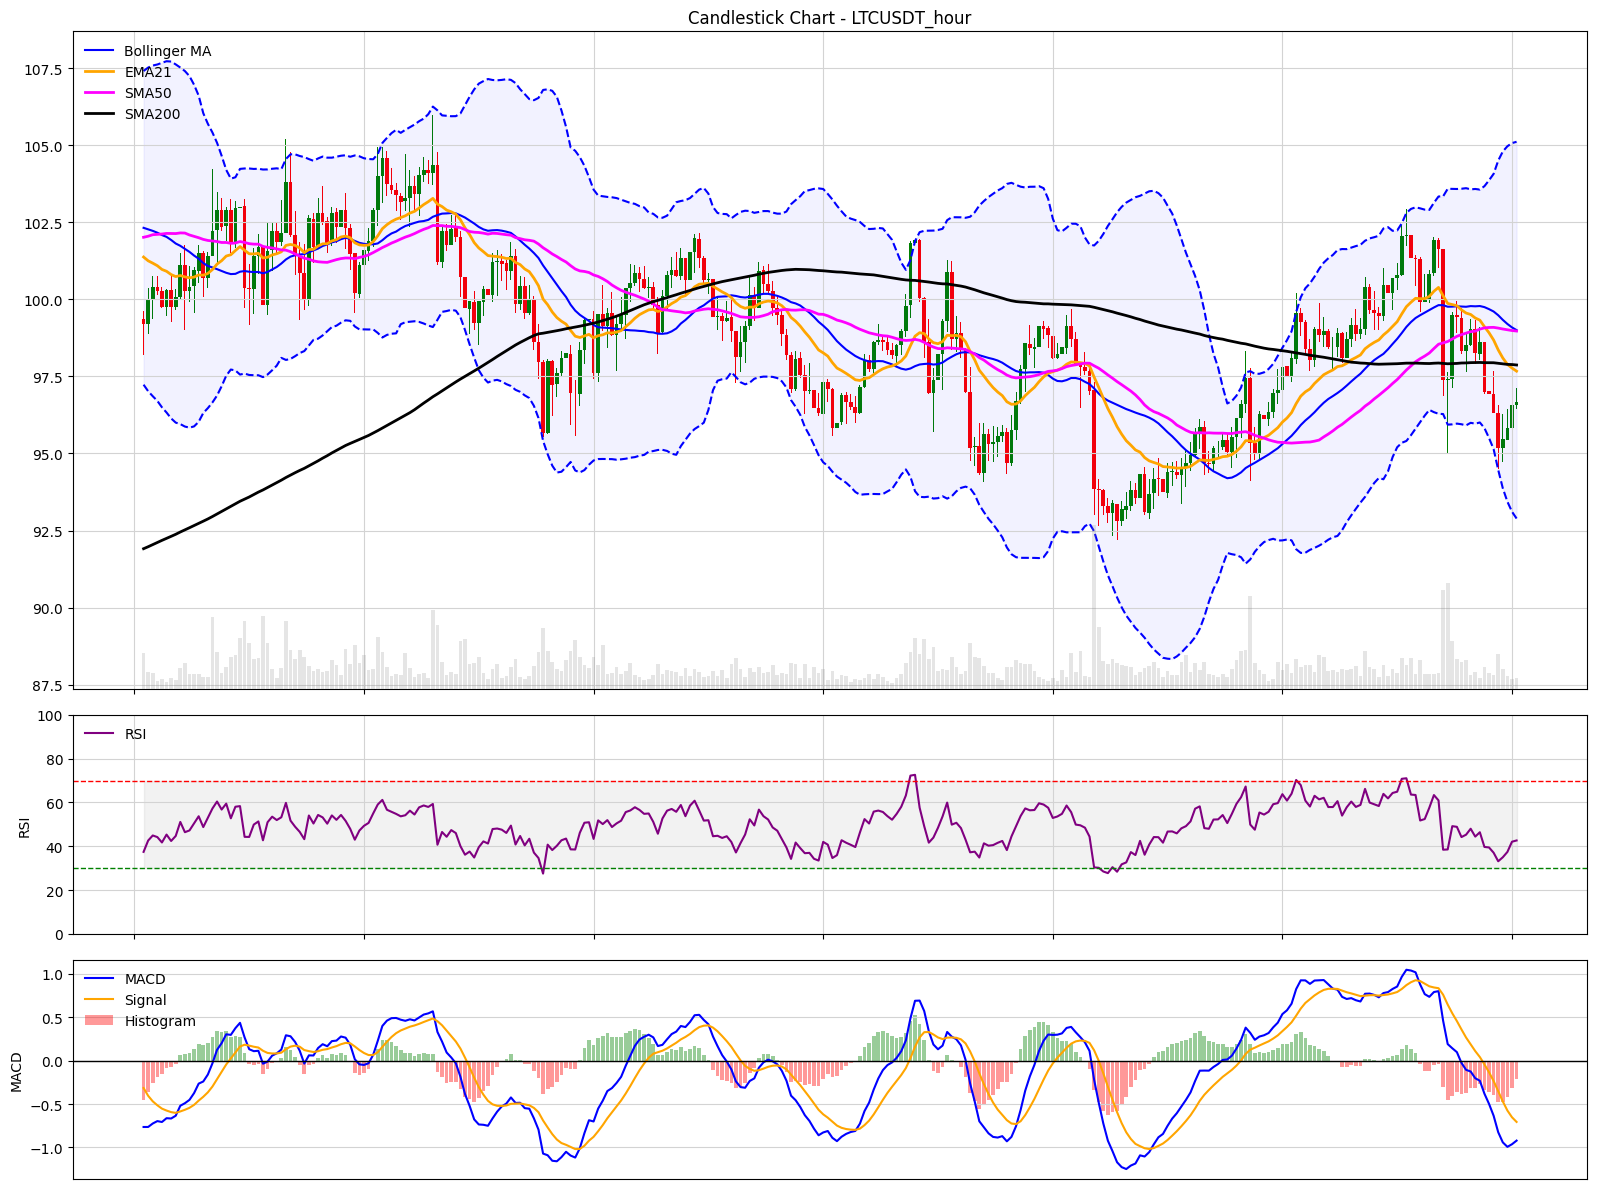 Candlestick Chart - LTCUSDT_hour
Bollinger MA
EMA21
SMA50
SMA200
107.5
105.0
102.5
100.0
97.5
95.0
92.5
90.0
87.5
RSI
100
80
60
40
20
0
RSI
MACD
Signal
Histogram
1.0
0.5
0.0
−0.5
−1.0
MACD